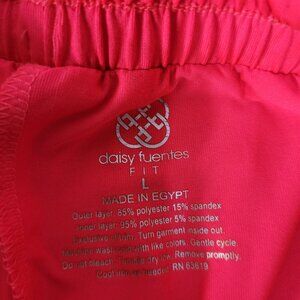 daisy fuentes
FIT
L
MADE IN EGYPT
Outer layer: 85% polyester 15% spandex
Inner layer: 95% polyester 5% spandex
Exclusive of trim. Turn garment inside out.
Machine wash cold with like colors. Gentle cycle.
Do not bleach. Tumble dry low. Remove promptly.
Cool iron if needed. RN 63619